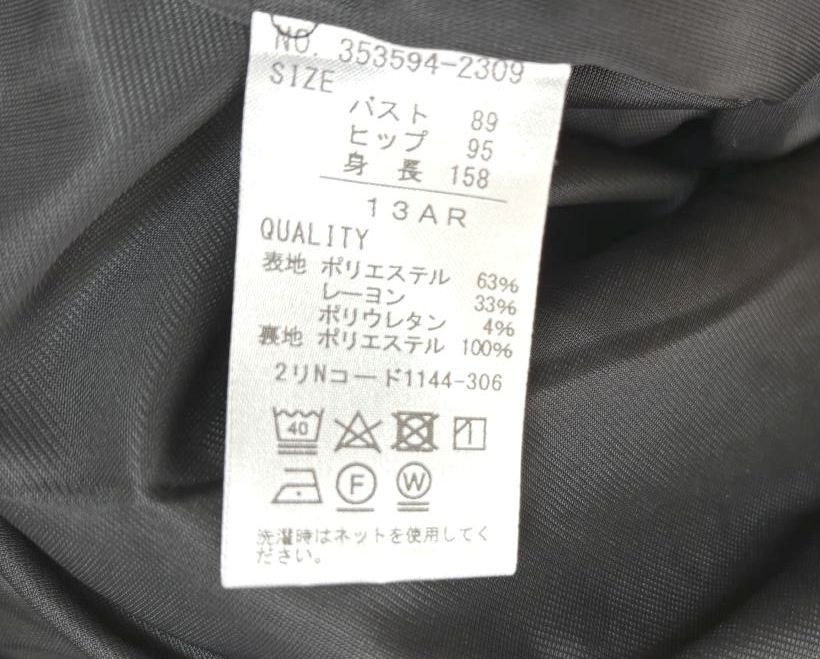 NO. 353594-2309
SIZE
バスト 89
ヒップ 95
身 長 158
13AR
QUALITY
表地 ポリエステル 63%
レーヨン 33%
ポリウレタン 4%
裏地 ポリエステル 100%
2リNコード1144-306
40
F W
洗濯時はネットを使用してく
ださい。